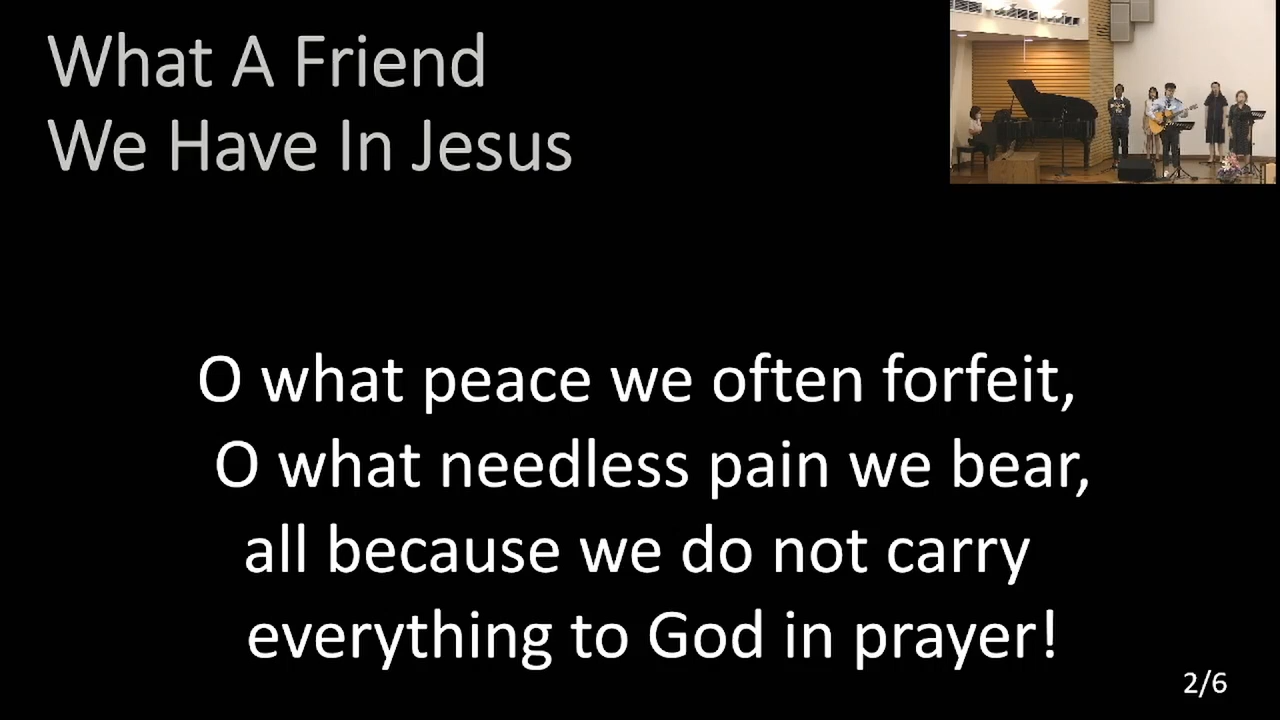 What A Friend
We Have In Jesus
O what peace we often forfeit,
O what needless pain we bear,
all because we do not carry
everything to God in prayer!
2/6